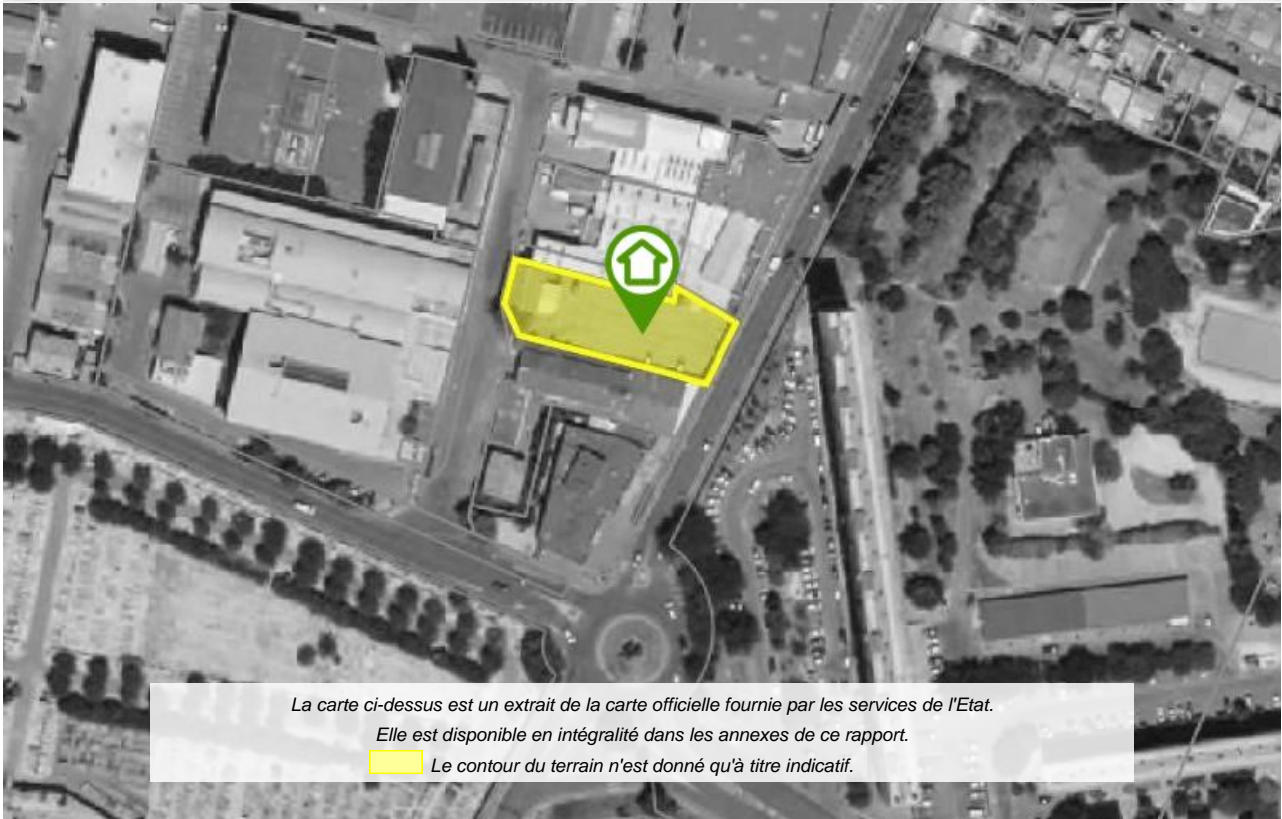 La carte ci-dessus est un extrait de la carte officielle fournie par les services de l'Etat.
Elle est disponible en intégralité dans les annexes de ce rapport.
Le contour du terrain n'est donné qu'à titre indicatif.